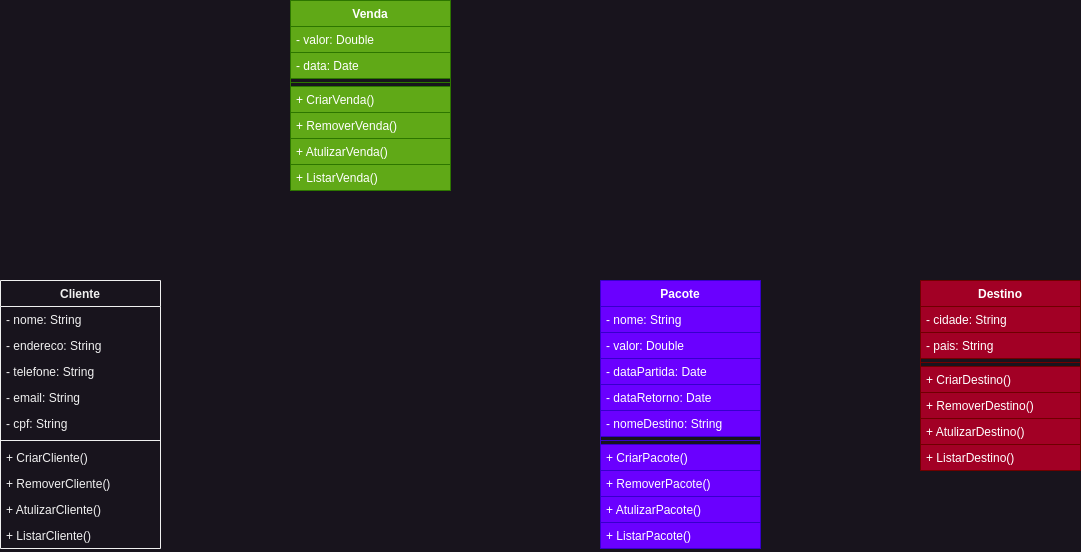 Venda
- valor: Double
- data: Date
+ CriarVenda()
+ RemoverVenda()
+ AtulizarVenda()
+ ListarVenda()
Cliente
- nome: String
- endereco: String
- telefone: String
- email: String
- cpf: String
+ CriarCliente()
+ RemoverCliente()
+ AtulizarCliente()
+ ListarCliente()
Pacote
- nome: String
- valor: Double
- dataPartida: Date
- dataRetorno: Date
- nomeDestino: String
+ CriarPacote()
+ RemoverPacote()
+ AtulizarPacote()
+ ListarPacote()
Destino
- cidade: String
- pais: String
+ CriarDestino()
+ RemoverDestino()
+ AtulizarDestino()
+ ListarDestino()